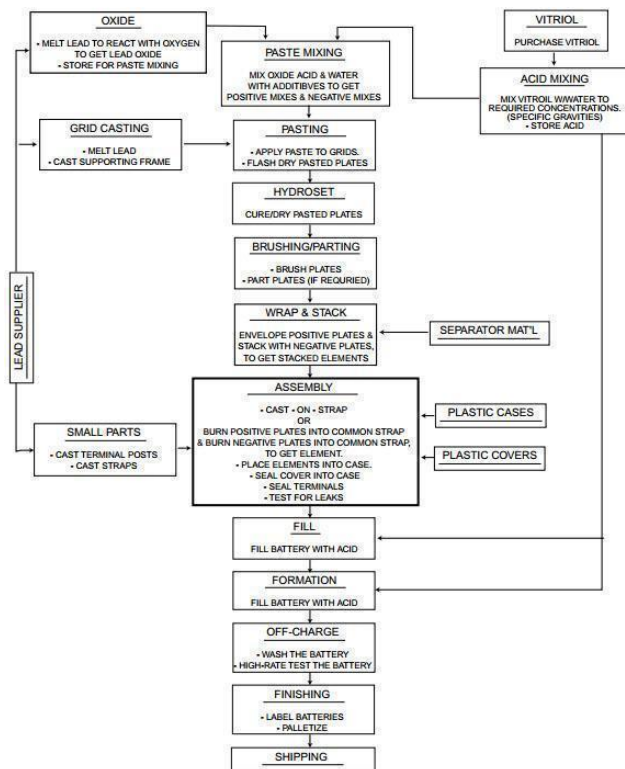 OXIDE
- MELT LEAD TO REACT WITH OXYGEN
TO GET LEAD OXIDE
- STORE FOR PASTE MIXING
VITRIOL
PURCHASE VITRIOL
PASTE MIXING
MIX OXIDE ACID & WATER
WITH ADDITIBVES TO GET
POSITIVE MIXES & NEGATIVE MIXES
ACID MIXING
MIX VITROIL W/WATER TO
REQUIRED CONCENTRATIONS.
(SPECIFIC GRAVITIES)
- STORE ACID
GRID CASTING
- MELT LEAD
- CAST SUPPORTING FRAME
PASTING
- APPLY PASTE TO GRIDS.
- FLASH DRY PASTED PLATES
HYDROSET
CURE/DRY PASTED PLATES
BRUSHING/PARTING
- BRUSH PLATES
- PART PLATES (IF REQURIED)
LEAD SUPPLIER
WRAP & STACK
ENVELOPE POSITIVE PLATES &
STACK WITH NEGATIVE PLATES,
TO GET STACKED ELEMENTS
SEPARATOR MAT'L
ASSEMBLY
- CAST - ON - STRAP
OR
BURN POSITIVE PLATES INTO COMMON STRAP
& BURN NEGATIVE PLATES INTO COMMON STRAP,
TO GET ELEMENT.
- PLACE ELEMENTS INTO CASE.
- SEAL COVER INTO CASE
- SEAL TERMINALS
- TEST FOR LEAKS
PLASTIC CASES
PLASTIC COVERS
SMALL PARTS
- CAST TERMINAL POSTS
- CAST STRAPS
FILL
FILL BATTERY WITH ACID
FORMATION
FILL BATTERY WITH ACID
OFF-CHARGE
- WASH THE BATTERY
- HIGH-RATE TEST THE BATTERY
FINISHING
- LABEL BATTERIES
- PALLETIZE
SHIPPING